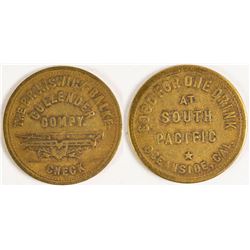 THE BRUNSWICK BALKE
COLLENDER
COMPY
CHECK
GOOD FOR ONE DRINK
AT
SOUTH
PACIFIC
OCEANSIDE, CAL.